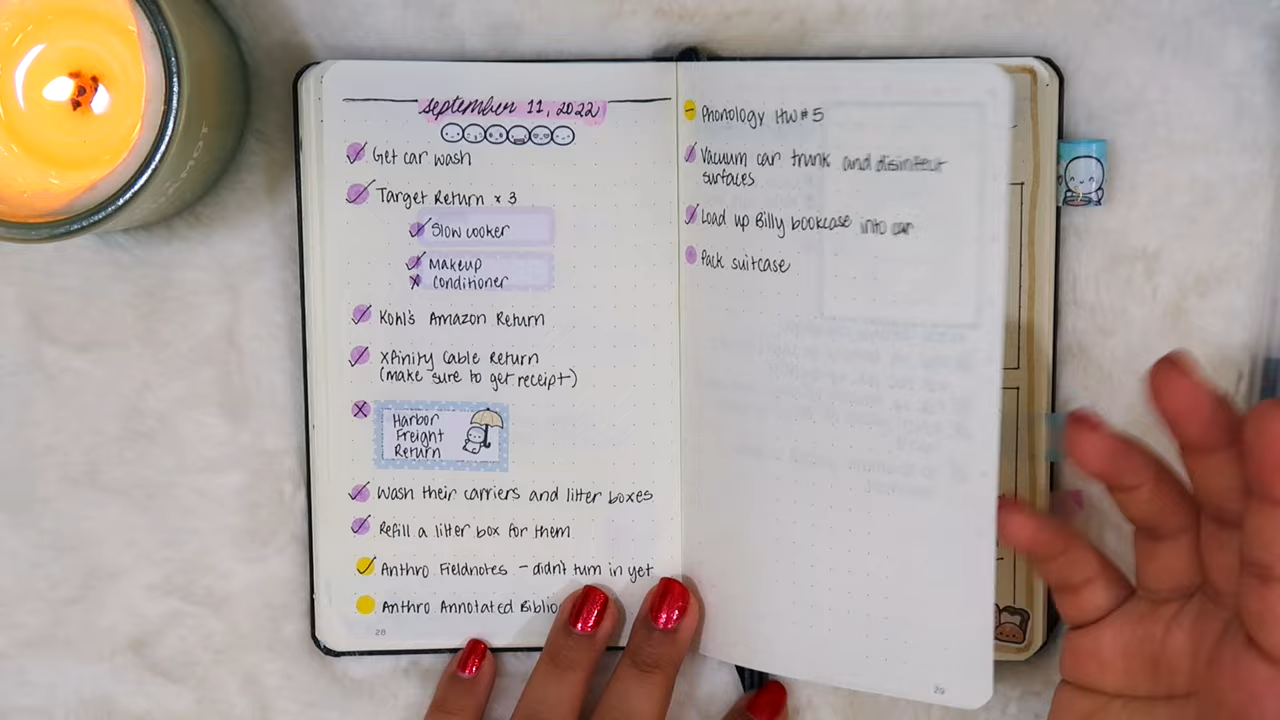 september 11, 2022
Get car wash
Target Return x 3
Slow cooker
Makeup
conditioner
Kohl's Amazon Return
Xfinity Cable Return
(make sure to get receipt)
Harbor
Freight
Return
Wash their carriers and litter boxes
Refill a litter box for them
Anthro Fieldnotes - didn't turn in yet
Anthro Annotated Biblio
28
Phonology HW#5
Vacuum car trunk and disinfect
surfaces
Load up Billy bookcase into car
Pack suitcase
29